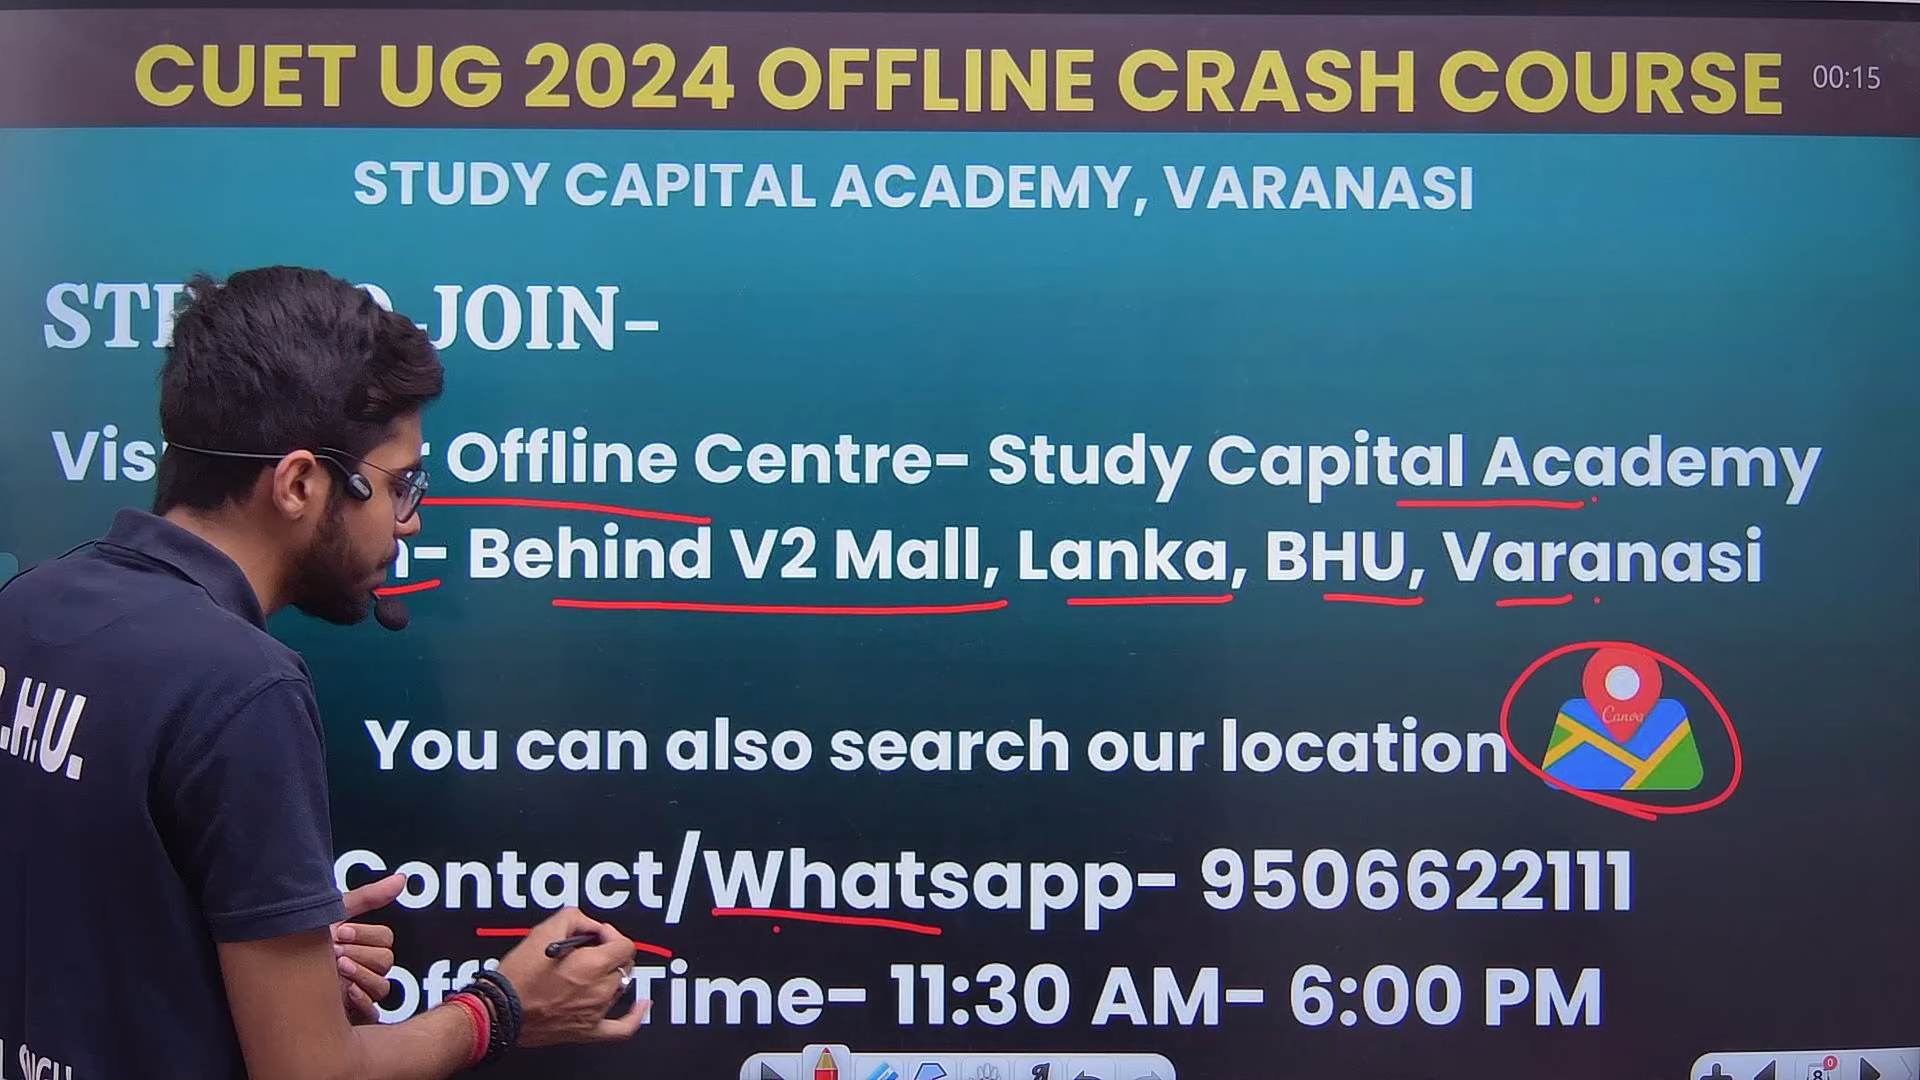 CUET UG 2024 OFFLINE CRASH COURSE
00:15
STUDY CAPITAL ACADEMY, VARANASI
JOIN-
Offline Centre- Study Capital Academy
Behind V2 Mall, Lanka, BHU, Varanasi
You can also search our location
Canva
Contact/Whatsapp- 9506622111
Time- 11:30 AM- 6:00 PM
.H.U.